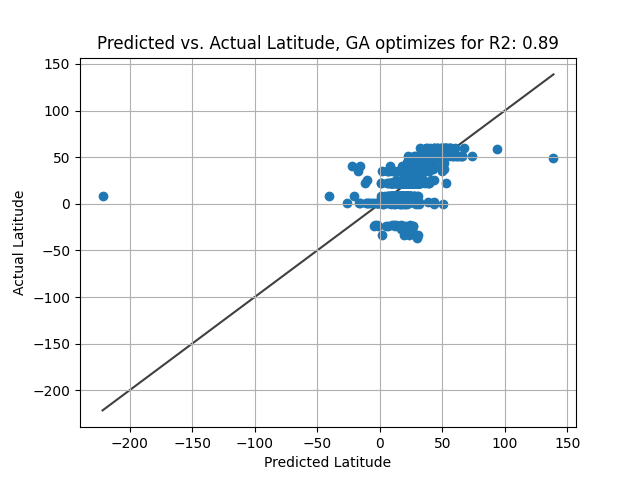 Predicted vs. Actual Latitude, GA optimizes for R2: 0.89
150
100
50
0
−50
−100
−150
−200
Actual Latitude
−200 −150 −100 −50 0 50 100 150
Predicted Latitude